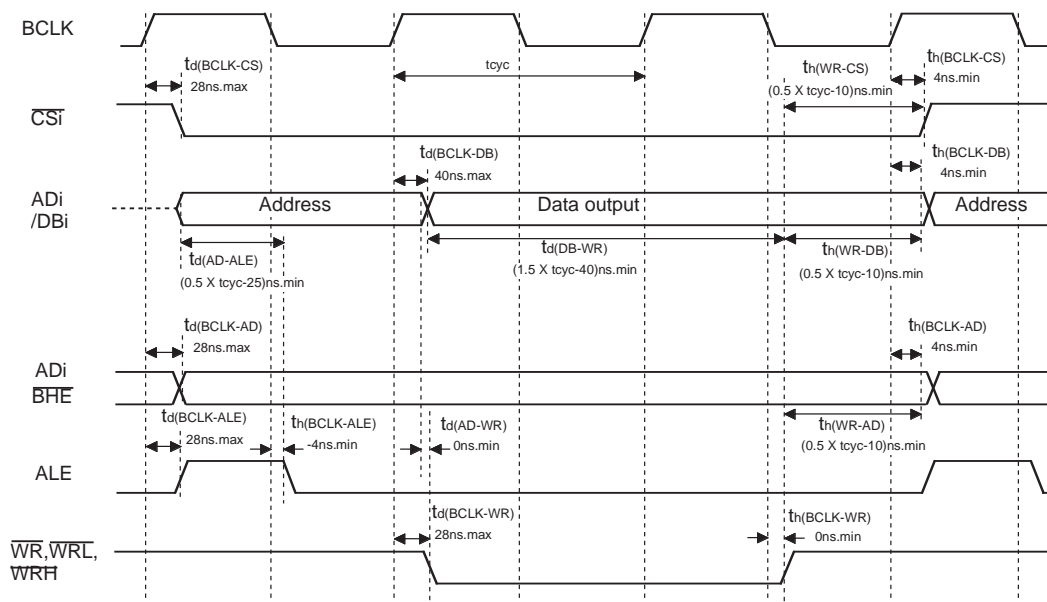 BCLK
td(BCLK-CS)
28ns.max
tcyc
th(WR-CS)
(0.5 X tcyc-10)ns.min
th(BCLK-CS)
4ns.min
CSi
td(BCLK-DB)
40ns.max
th(BCLK-DB)
4ns.min
ADi
/DBi
Address
Data output
Address
td(AD-ALE)
(0.5 X tcyc-25)ns.min
td(DB-WR)
(1.5 X tcyc-40)ns.min
th(WR-DB)
(0.5 X tcyc-10)ns.min
td(BCLK-AD)
28ns.max
th(BCLK-AD)
4ns.min
ADi
BHE
td(BCLK-ALE)
28ns.max
th(BCLK-ALE)
-4ns.min
td(AD-WR)
0ns.min
th(WR-AD)
(0.5 X tcyc-10)ns.min
ALE
td(BCLK-WR)
28ns.max
th(BCLK-WR)
0ns.min
WR,WRL,
WRH